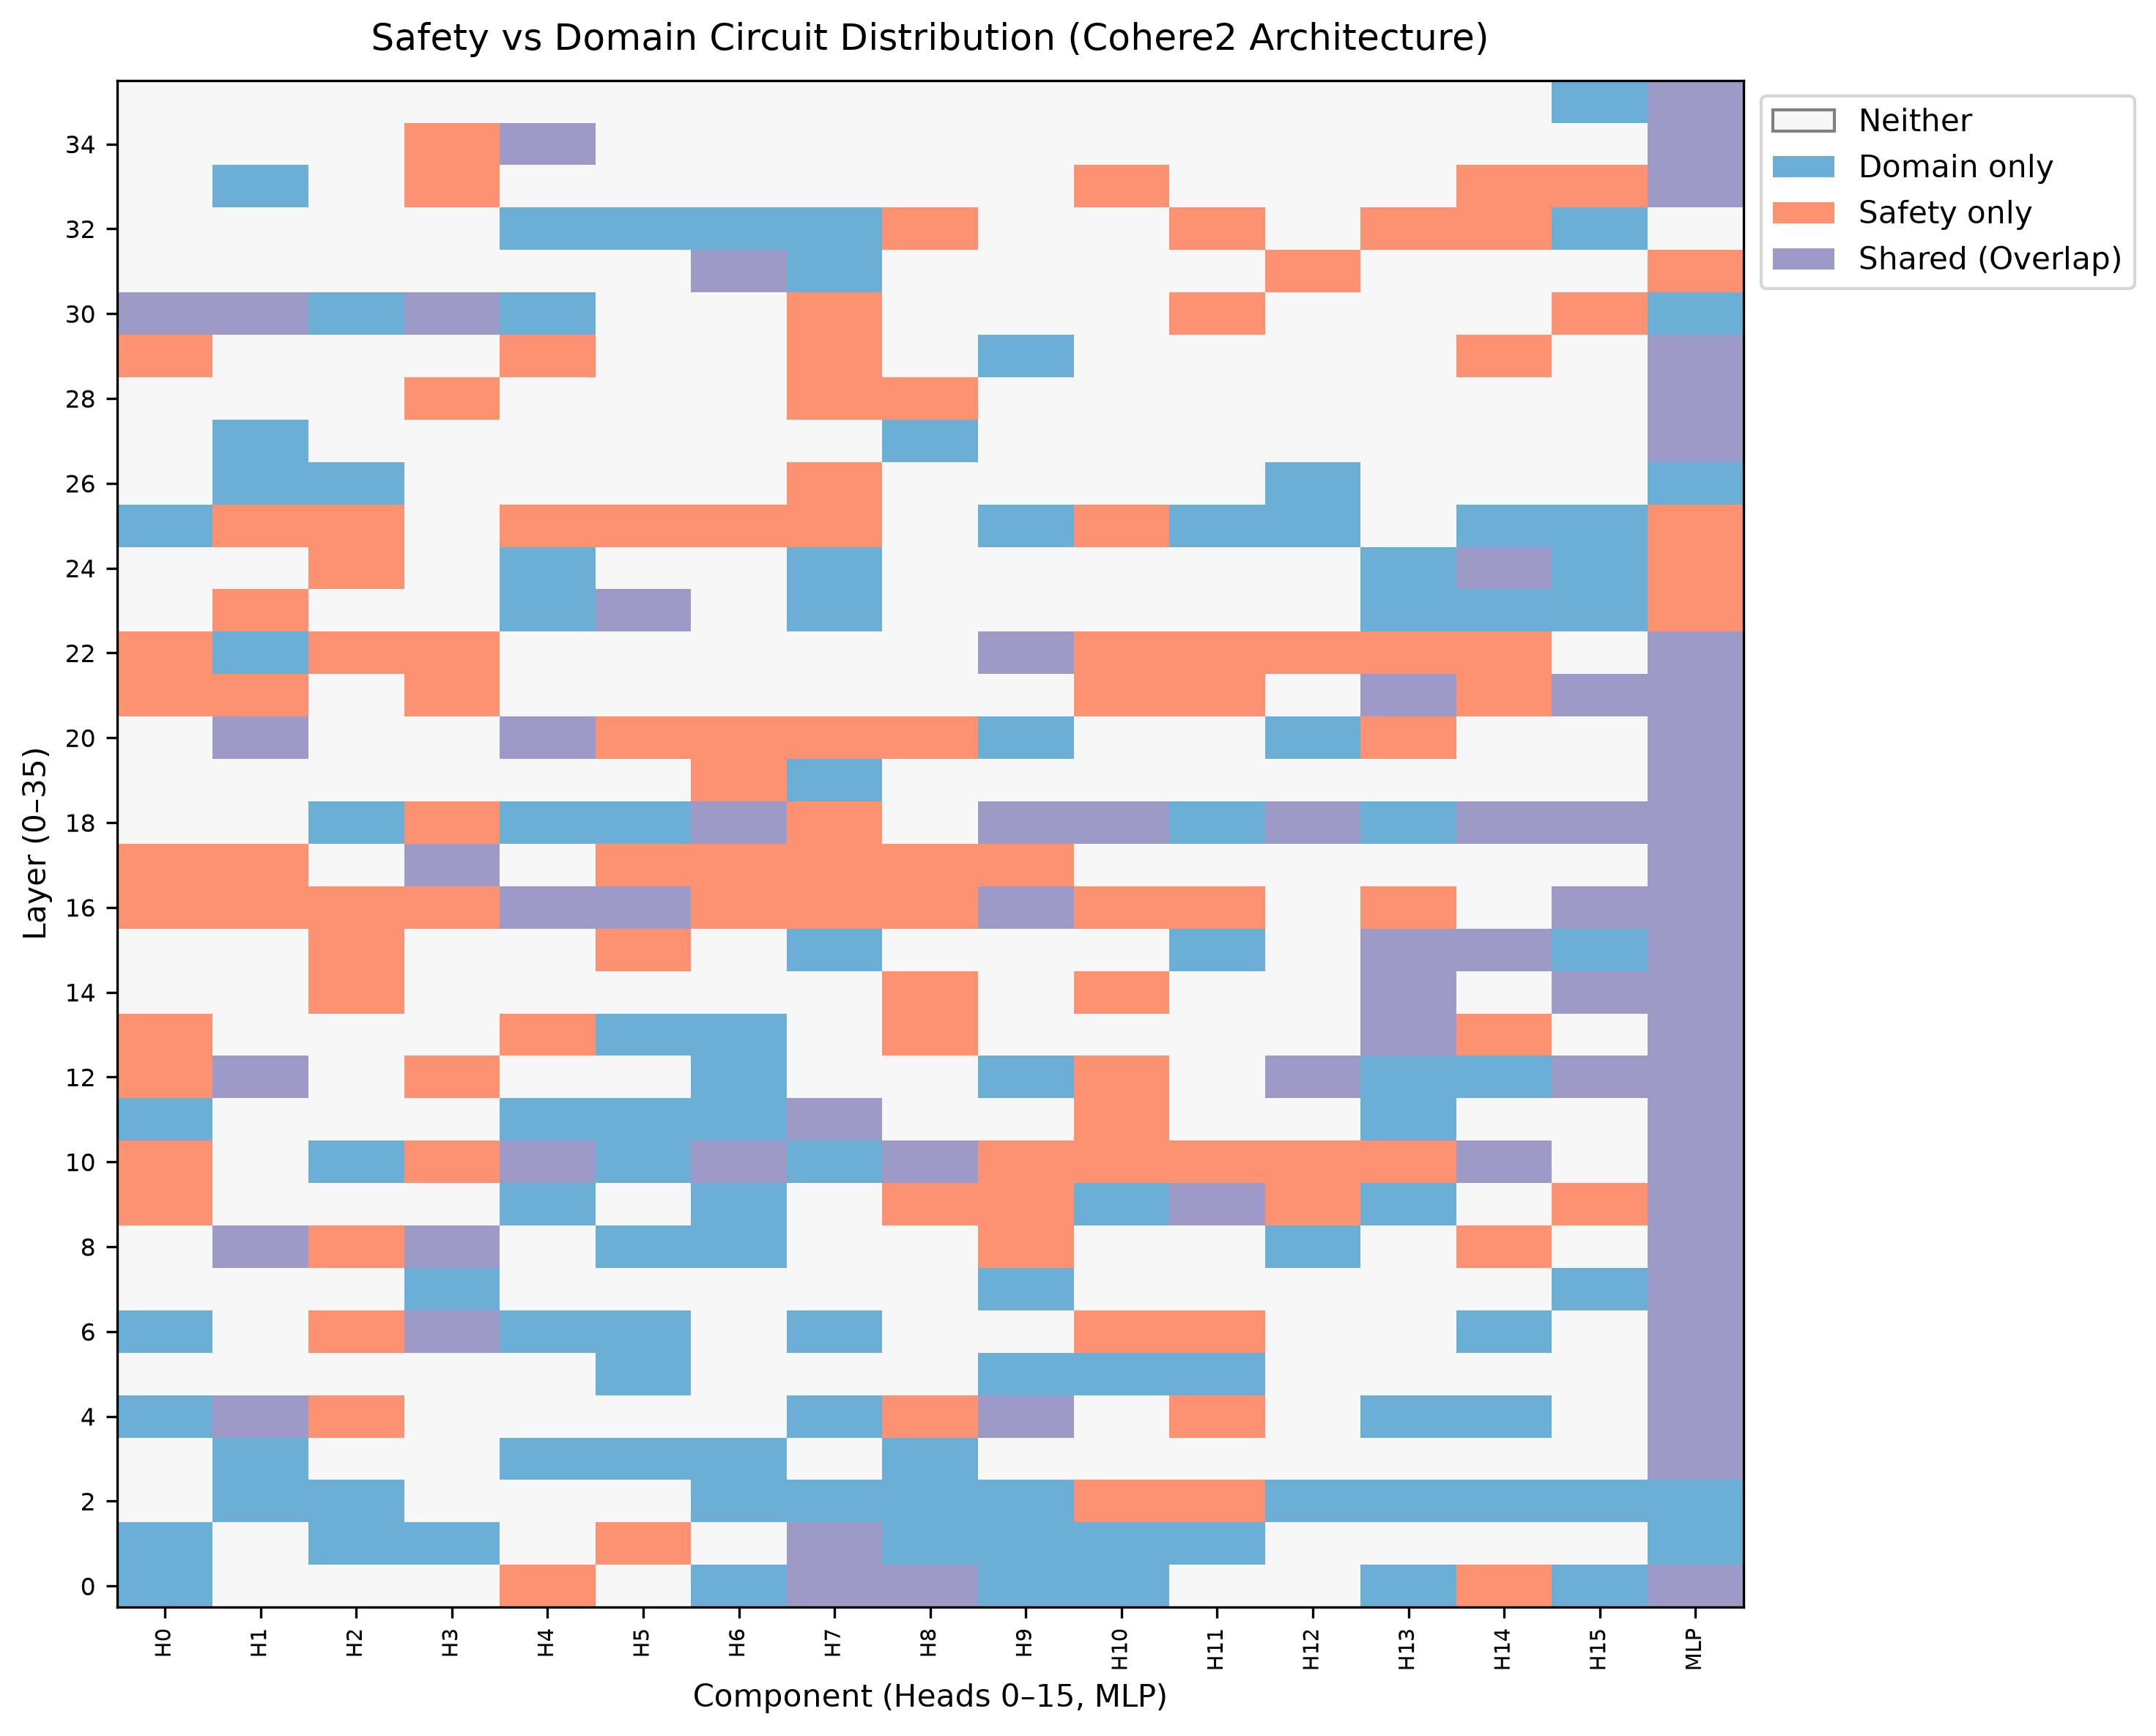 Safety vs Domain Circuit Distribution (Cohere2 Architecture)
Neither
Domain only
Safety only
Shared (Overlap)
Layer (0–35)
34
32
30
28
26
24
22
20
18
16
14
12
10
8
6
4
2
0
H0 H1 H2 H3 H4 H5 H6 H7 H8 H9 H10 H11 H12 H13 H14 H15 MLP
Component (Heads 0–15, MLP)